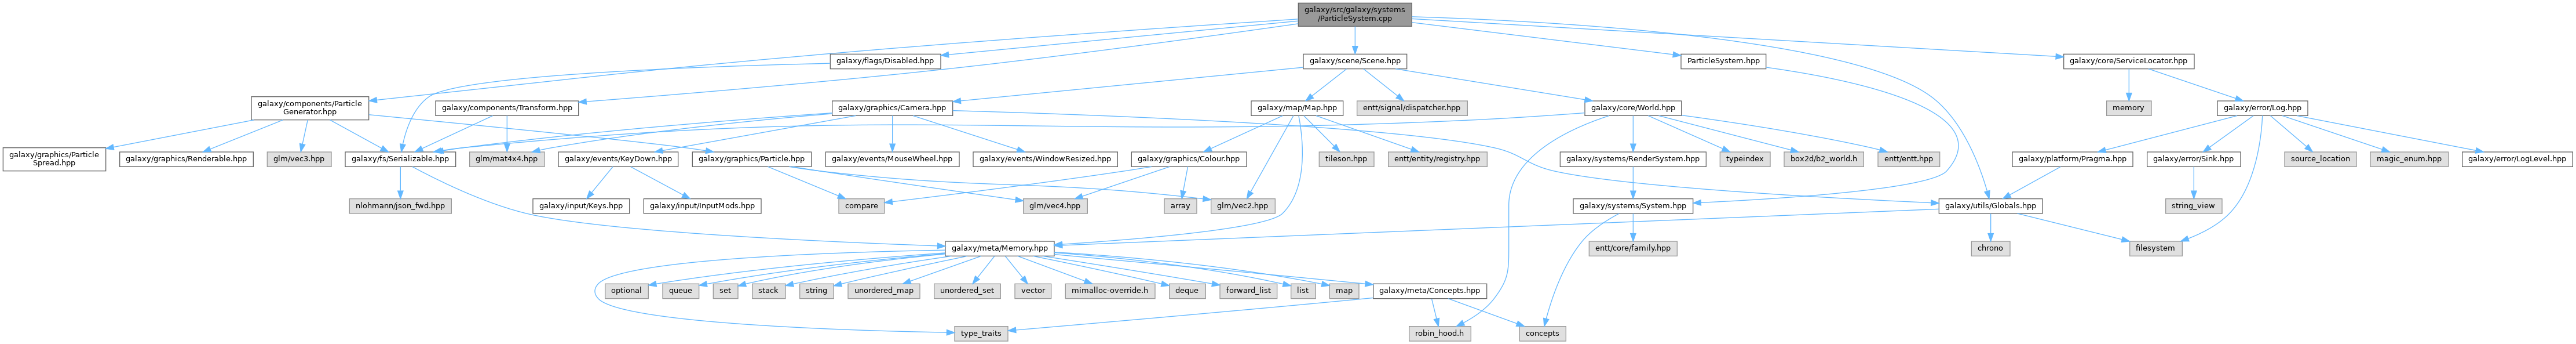 galaxy/src/galaxy/systems
/ParticleSystem.cpp
galaxy/flags/Disabled.hpp
galaxy/scene/Scene.hpp
ParticleSystem.hpp
galaxy/core/ServiceLocator.hpp
galaxy/components/Particle
Generator.hpp
galaxy/components/Transform.hpp
galaxy/graphics/Camera.hpp
galaxy/map/Map.hpp
entt/signal/dispatcher.hpp
galaxy/core/World.hpp
memory
galaxy/error/Log.hpp
galaxy/graphics/Particle
Spread.hpp
galaxy/graphics/Renderable.hpp
glm/vec3.hpp
galaxy/fs/Serializable.hpp
glm/mat4x4.hpp
galaxy/events/KeyDown.hpp
galaxy/graphics/Particle.hpp
galaxy/events/MouseWheel.hpp
galaxy/events/WindowResized.hpp
galaxy/graphics/Colour.hpp
tileson.hpp
entt/entity/registry.hpp
galaxy/systems/RenderSystem.hpp
typeindex
box2d/b2_world.h
entt/entt.hpp
galaxy/platform/Pragma.hpp
galaxy/error/Sink.hpp
source_location
magic_enum.hpp
galaxy/error/LogLevel.hpp
nlohmann/json_fwd.hpp
galaxy/input/Keys.hpp
galaxy/input/InputMods.hpp
compare
glm/vec4.hpp
array
glm/vec2.hpp
galaxy/systems/System.hpp
galaxy/utils/Globals.hpp
string_view
galaxy/meta/Memory.hpp
entt/core/family.hpp
chrono
filesystem
optional
queue
set
stack
string
unordered_map
unordered_set
vector
mimalloc-override.h
deque
forward_list
list
map
galaxy/meta/Concepts.hpp
type_traits
robin_hood.h
concepts